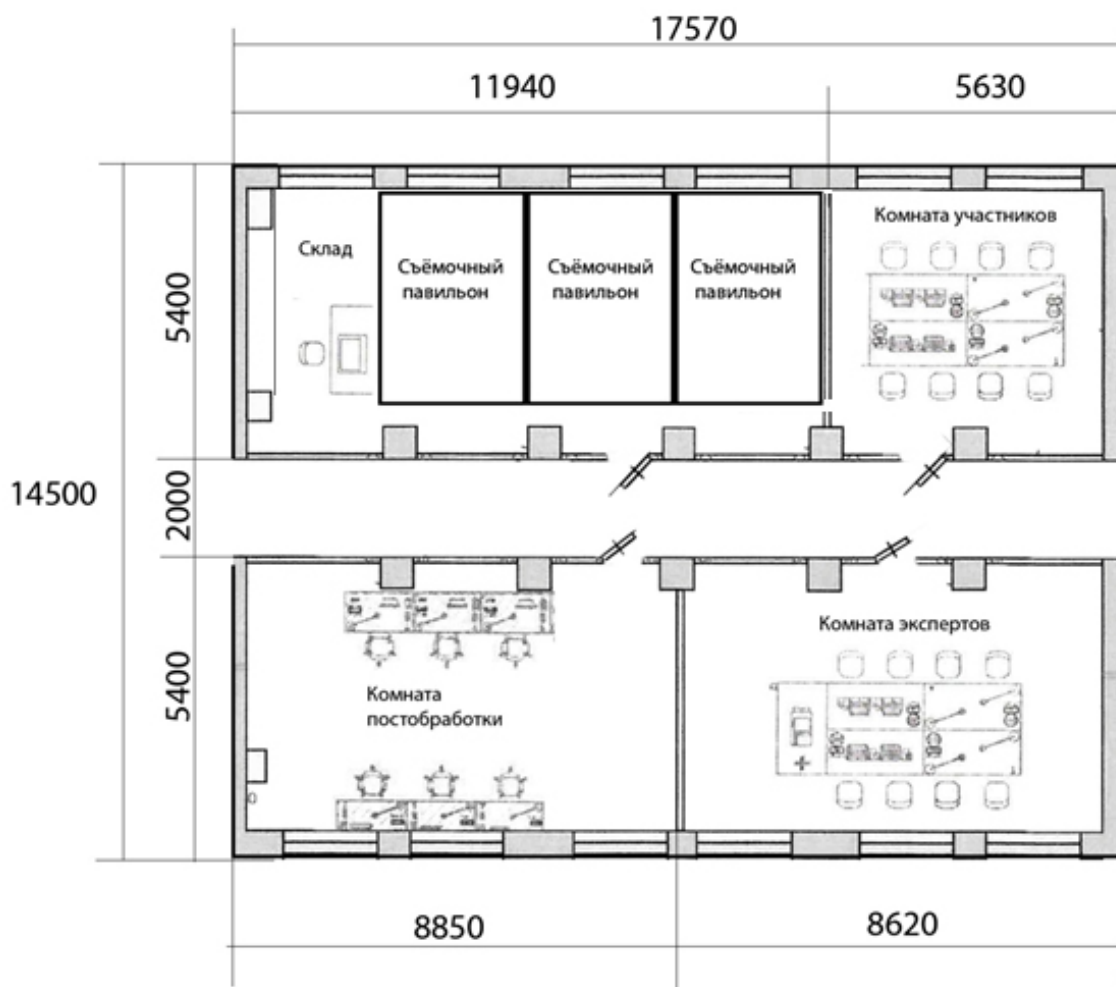 17570
11940
5630
Комната участников
Склад
Съёмочный
павильон
Съёмочный
павильон
Съёмочный
павильон
5400
14500
2000
5400
Комната экспертов
Комната
постобработки
8850
8620